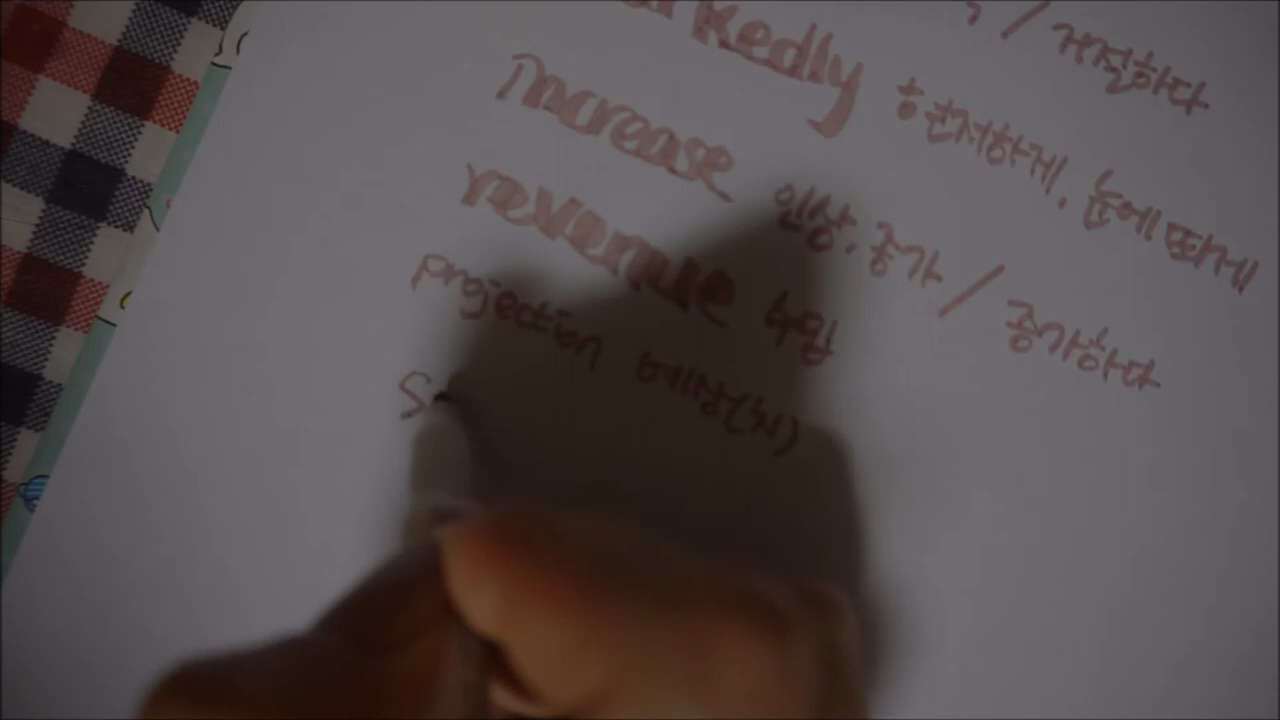 / 거절하다
markedly 현저하게, 눈에 띄게
increase 인상, 증가 / 증가하다
revenue 수입
projection 예상(치)
S